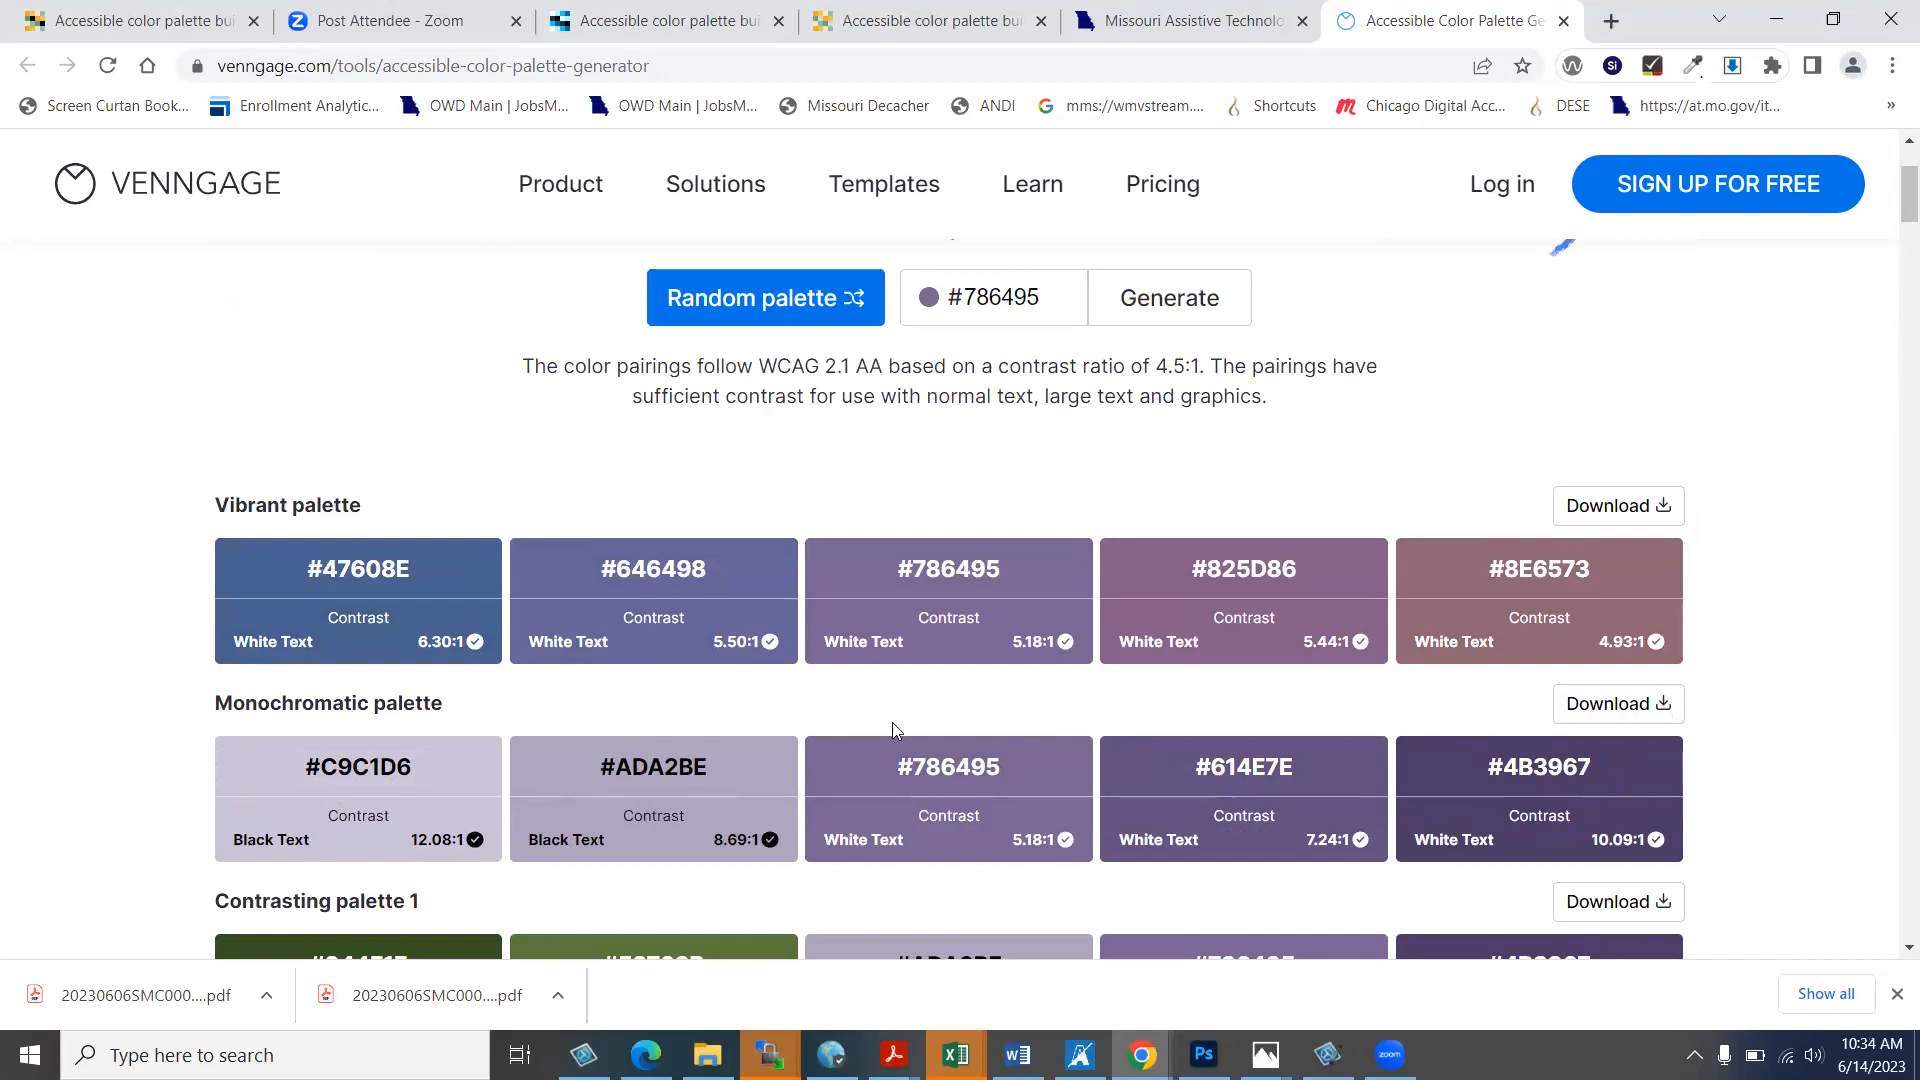 Accessible color palette bui
Post Attendee - Zoom
Accessible color palette bui
Accessible color palette bui
Missouri Assistive Technolo
Accessible Color Palette Ge
venngage.com/tools/accessible-color-palette-generator
Screen Curtan Book...
Enrollment Analytic...
OWD Main | JobsM...
OWD Main | JobsM...
Missouri Decacher
ANDI
mms://wmvstream....
Shortcuts
Chicago Digital Acc...
DESE
https://at.mo.gov/it...
VENNGAGE
Product
Solutions
Templates
Learn
Pricing
Log in
SIGN UP FOR FREE
Random palette
#786495
Generate
The color pairings follow WCAG 2.1 AA based on a contrast ratio of 4.5:1. The pairings have
sufficient contrast for use with normal text, large text and graphics.
Vibrant palette
Download
#47608E
#646498
#786495
#825D86
#8E6573
Contrast
Contrast
Contrast
Contrast
Contrast
White Text 6.30:1
White Text 5.50:1
White Text 5.18:1
White Text 5.44:1
White Text 4.93:1
Monochromatic palette
Download
#C9C1D6
#ADA2BE
#786495
#614E7E
#4B3967
Contrast
Contrast
Contrast
Contrast
Contrast
Black Text 12.08:1
Black Text 8.69:1
White Text 5.18:1
White Text 7.24:1
White Text 10.09:1
Contrasting palette 1
Download
20230606SMC000....pdf
20230606SMC000....pdf
Show all
Type here to search
Ps
zoom
10:34 AM
6/14/2023